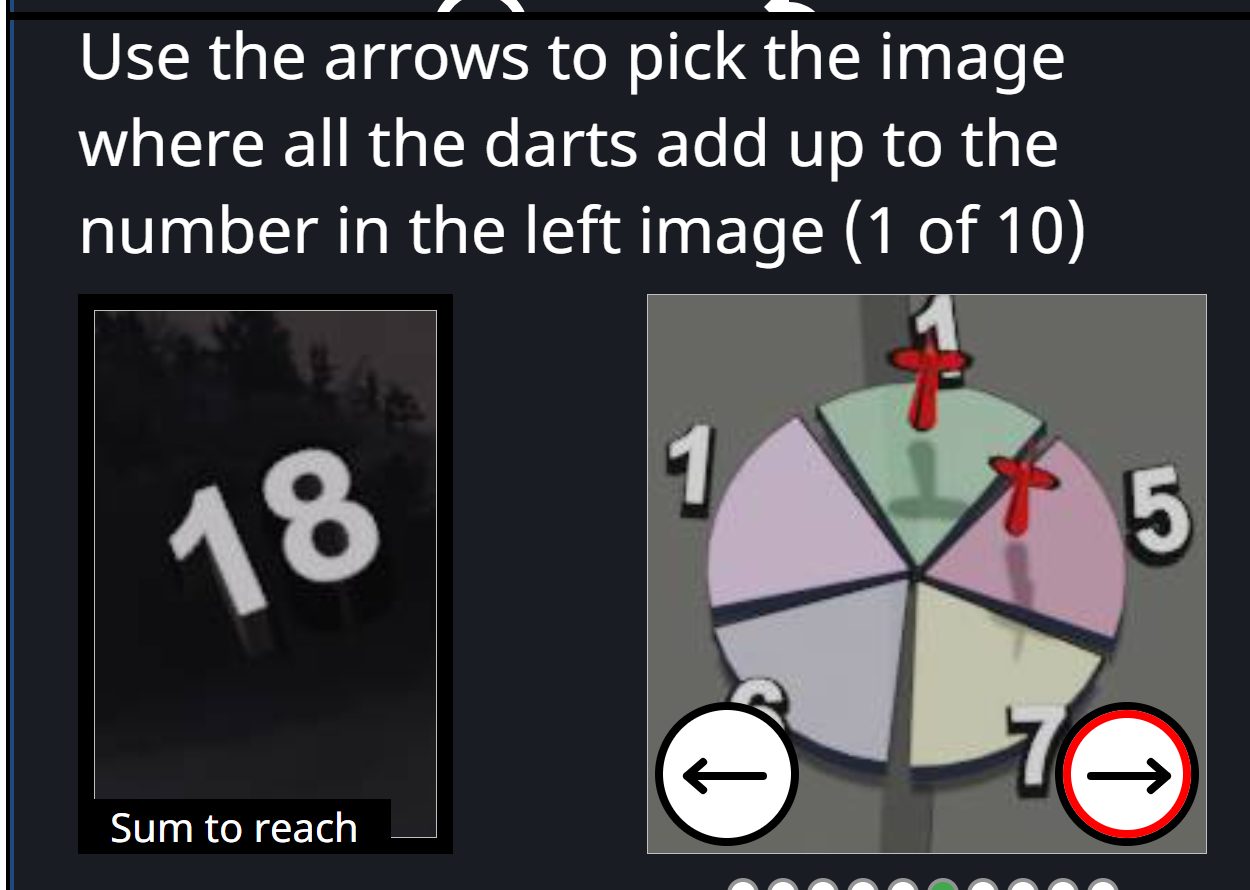 Use the arrows to pick the image
where all the darts add up to the
number in the left image (1 of 10)
18
Sum to reach
1
1
5
6
7